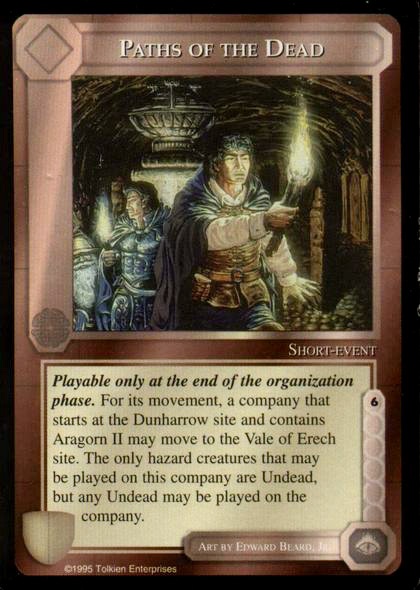 PATHS OF THE DEAD
SHORT-EVENT
Playable only at the end of the organization
phase. For its movement, a company that
starts at the Dunharrow site and contains
Aragorn II may move to the Vale of Erech
site. The only hazard creatures that may
be played on this company are Undead,
but any Undead may be played on the
company.
6
ART BY EDWARD BEARD, JR.
©1995 Tolkien Enterprises